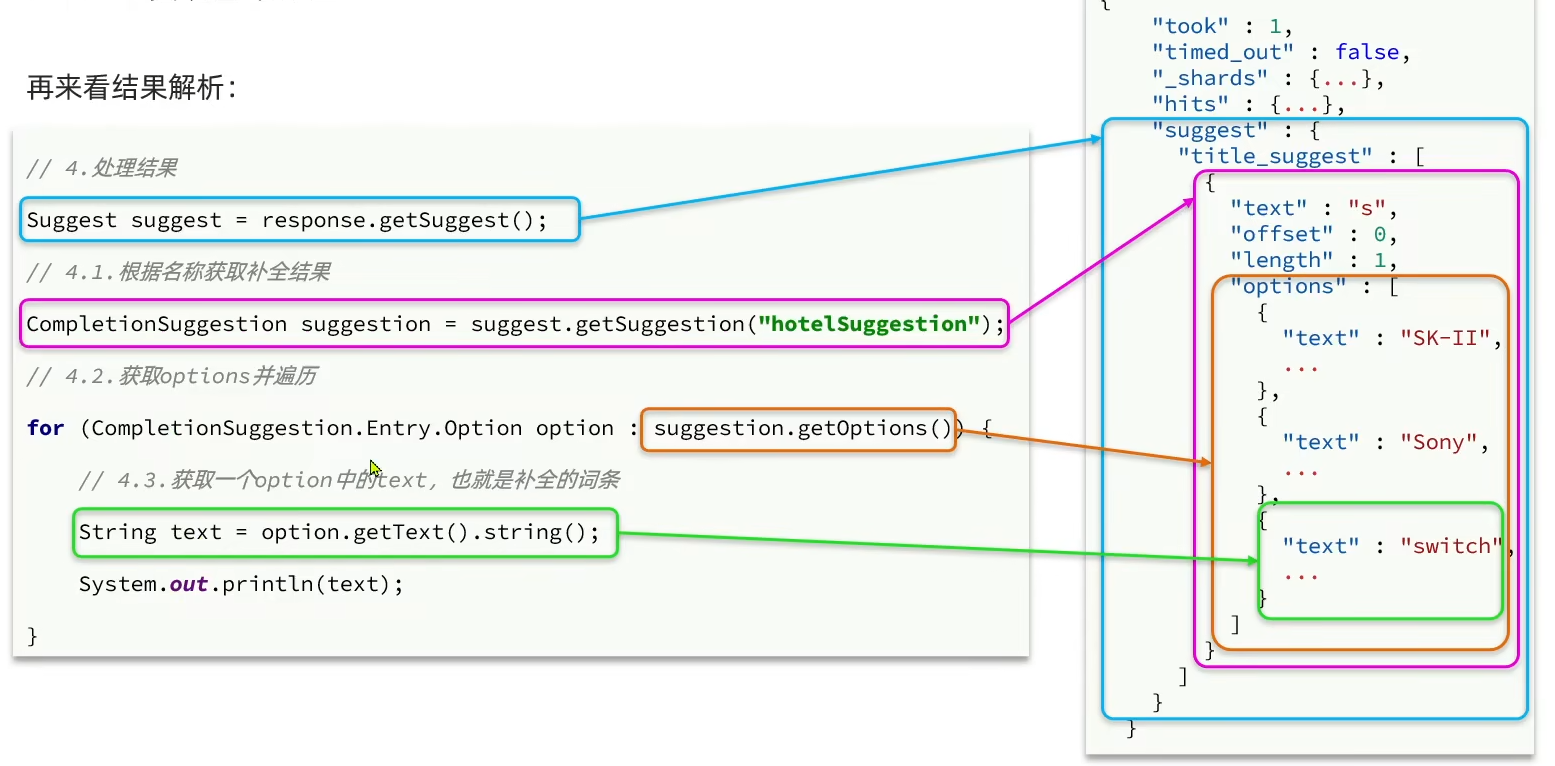 再来看结果解析：
// 4.处理结果
Suggest suggest = response.getSuggest();
// 4.1.根据名称获取补全结果
CompletionSuggestion suggestion = suggest.getSuggestion("hotelSuggestion");
// 4.2.获取options并遍历
for (CompletionSuggestion.Entry.Option option : suggestion.getOptions()) {
// 4.3.获取一个option中的text，也就是补全的词条
String text = option.getText().string();
System.out.println(text);
}
{
"took" : 1,
"timed_out" : false,
"_shards" : {...},
"hits" : {...},
"suggest" : {
"title_suggest" : [
{
"text" : "s",
"offset" : 0,
"length" : 1,
"options" : [
{
"text" : "SK-II",
...
},
{
"text" : "Sony",
...
},
{
"text" : "switch",
...
}
]
}
]
}
}